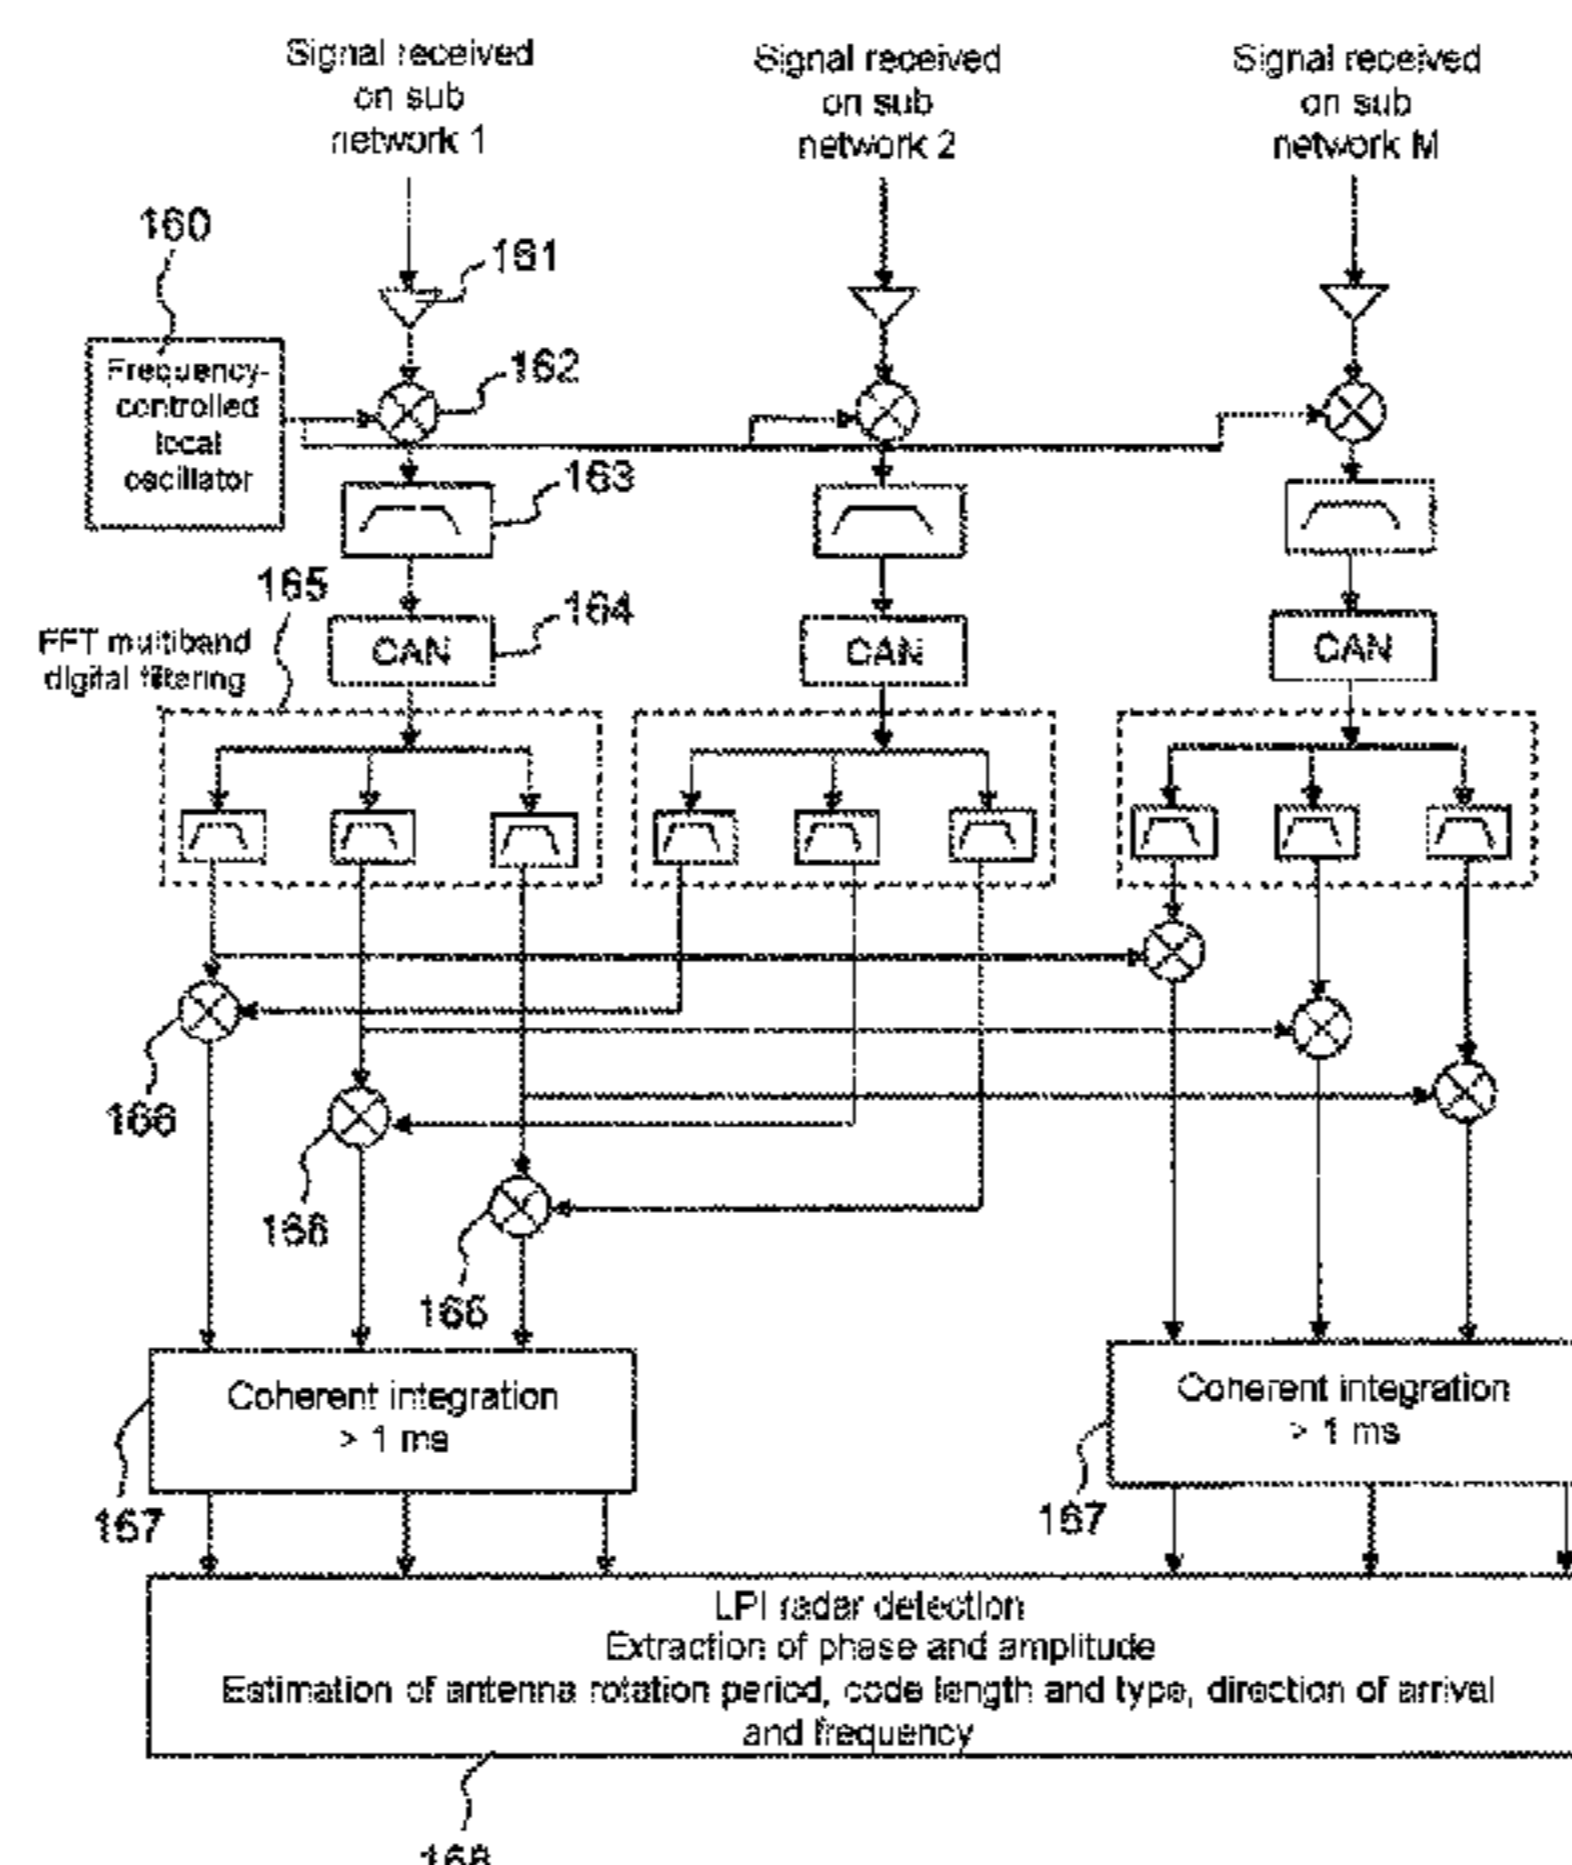 Signal received
on sub
network 1
Signal received
on sub
network 2
Signal received
on sub
network M
160
161
Frequency-
controlled
local
oscillator
162
163
165
164
FFT multiband
digital filtering
CAN
CAN
CAN
166
166
166
Coherent integration
> 1 ms
Coherent integration
> 1 ms
167
167
LPI radar detection
Extraction of phase and amplitude
Estimation of antenna rotation period, code length and type, direction of arrival
and frequency
168